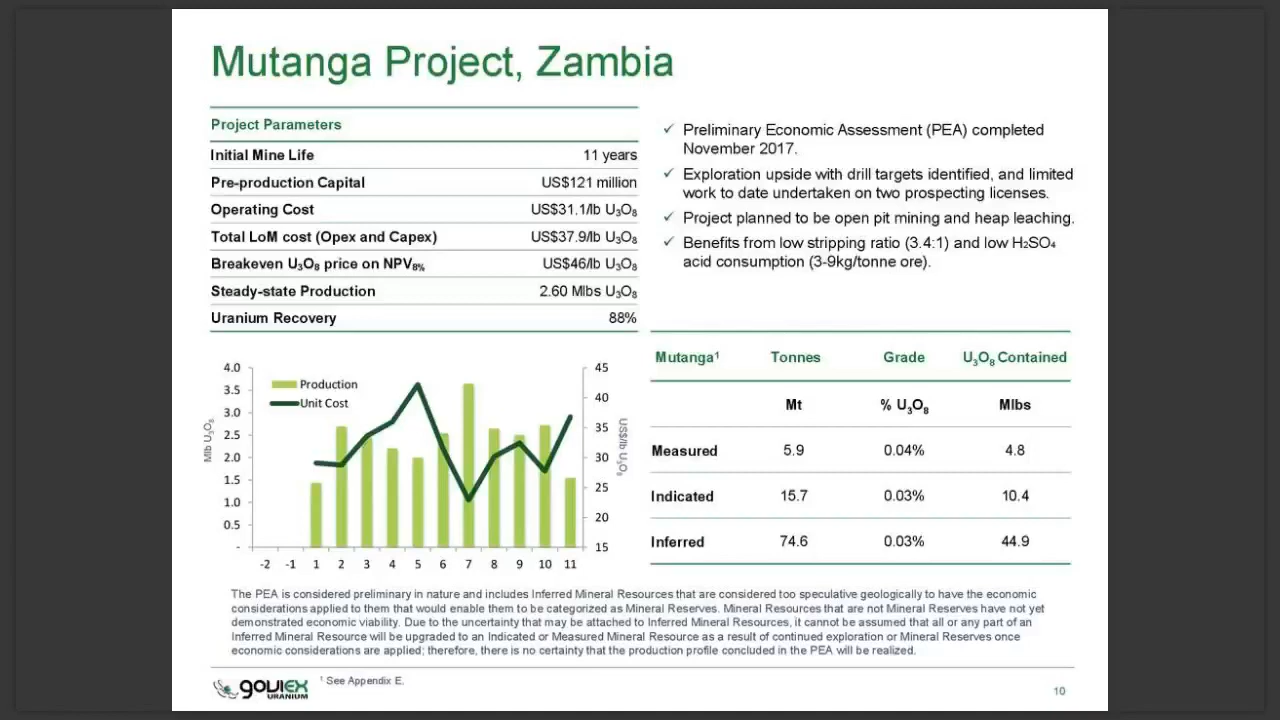 Mutanga Project, Zambia
Project Parameters
Initial Mine Life 11 years
Pre-production Capital US$121 million
Operating Cost US$31.1/lb U₃O₈
Total LoM cost (Opex and Capex) US$37.9/lb U₃O₈
Breakeven U₃O₈ price on NPV₈% US$46/lb U₃O₈
Steady-state Production 2.60 Mlbs U₃O₈
Uranium Recovery 88%
✓ Preliminary Economic Assessment (PEA) completed
November 2017.
✓ Exploration upside with drill targets identified, and limited
work to date undertaken on two prospecting licenses.
✓ Project planned to be open pit mining and heap leaching.
✓ Benefits from low stripping ratio (3.4:1) and low H₂SO₄
acid consumption (3-9kg/tonne ore).
Mlb U₃O₈
4.0
3.5
3.0
2.5
2.0
1.5
1.0
0.5
-
Production
Unit Cost
45
40
35
30
25
20
15
US$/lb U₃O₈
-2 -1 1 2 3 4 5 6 7 8 9 10 11
Mutanga¹ Tonnes Grade U₃O₈ Contained
Mt % U₃O₈ Mlbs
Measured 5.9 0.04% 4.8
Indicated 15.7 0.03% 10.4
Inferred 74.6 0.03% 44.9
The PEA is considered preliminary in nature and includes Inferred Mineral Resources that are considered too speculative geologically to have the economic
considerations applied to them that would enable them to be categorized as Mineral Reserves. Mineral Resources that are not Mineral Reserves have not yet
demonstrated economic viability. Due to the uncertainty that may be attached to Inferred Mineral Resources, it cannot be assumed that all or any part of an
Inferred Mineral Resource will be upgraded to an Indicated or Measured Mineral Resource as a result of continued exploration or Mineral Reserves once
economic considerations are applied; therefore, there is no certainty that the production profile concluded in the PEA will be realized.
GOVIEX
URANIUM
¹ See Appendix E.
10